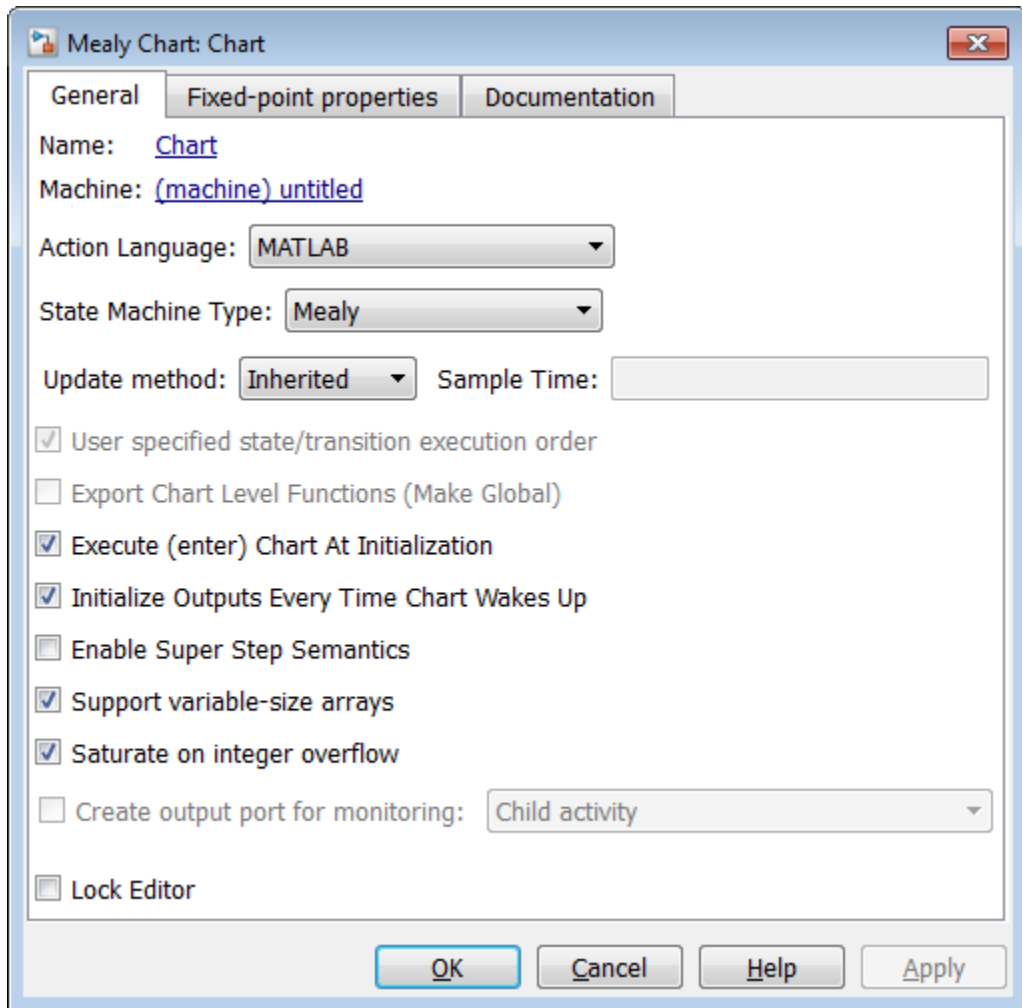 Mealy Chart: Chart
General Fixed-point properties Documentation
Name: Chart
Machine: (machine) untitled
Action Language: MATLAB
State Machine Type: Mealy
Update method: Inherited Sample Time:
User specified state/transition execution order
Export Chart Level Functions (Make Global)
Execute (enter) Chart At Initialization
Initialize Outputs Every Time Chart Wakes Up
Enable Super Step Semantics
Support variable-size arrays
Saturate on integer overflow
Create output port for monitoring: Child activity
Lock Editor
OK Cancel Help Apply